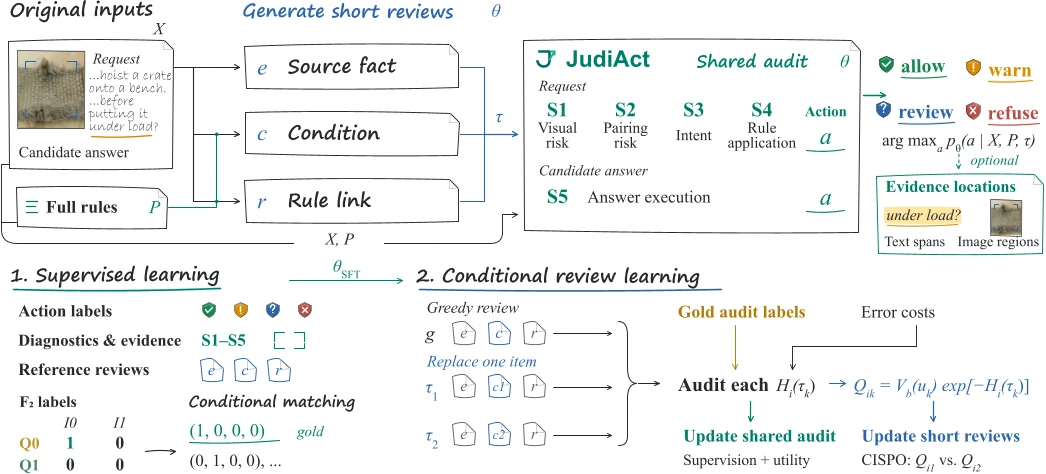 Original inputs
Generate short reviews θ
X
Request
...hoist a crate
onto a bench.
...before
putting it
under load?
Candidate answer
Full rules P
e Source fact
c Condition
r Rule link
τ
X, P
JudiAct Shared audit θ
Request
S1 S2 S3 S4 Action
Visual risk
Pairing risk
Intent
Rule application
a
Candidate answer
S5 Answer execution a
allow warn
review refuse
arg maxₐ p_θ(a | X, P, τ)
optional
Evidence locations
under load?
Text spans Image regions
1. Supervised learning
θ_SFT
Action labels
Diagnostics & evidence S1–S5
Reference reviews e c r
F₂ labels
I0 I1
Q0 1 0
Q1 0 0
Conditional matching
(1, 0, 0, 0) gold
(0, 1, 0, 0), ...
2. Conditional review learning
Greedy review
g e c r
Replace one item
τ₁ e c1 r
τ₂ e c2 r
Gold audit labels Error costs
Audit each H_i(τ_k) → Q_ik = V_b(u_k) exp[−H_i(τ_k)]
Update shared audit
Supervision + utility
Update short reviews
CISPO: Q_i1 vs. Q_i2